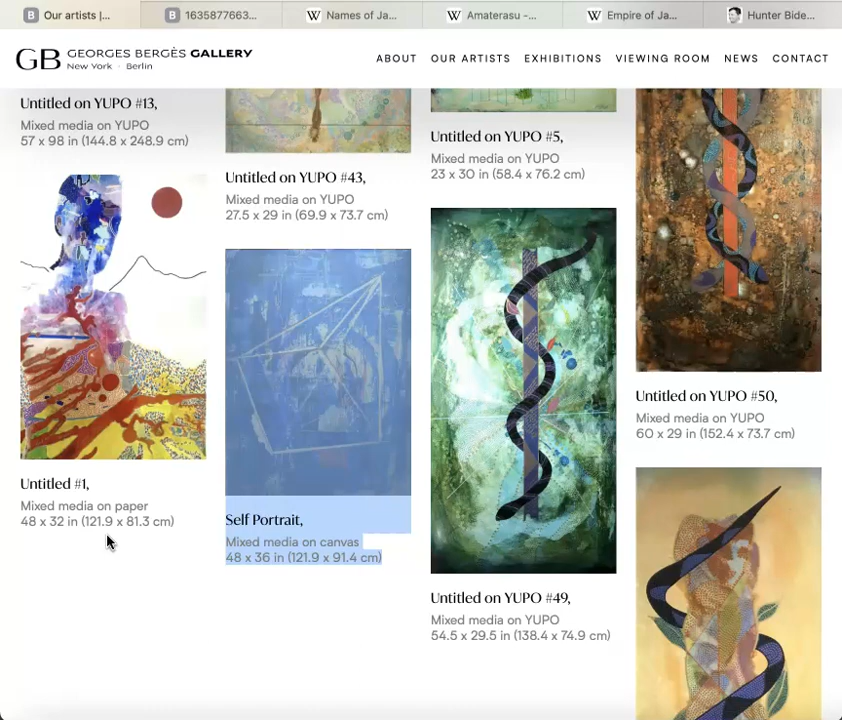 Our artists |...
1635877663...
Names of Ja...
Amaterasu -...
Empire of Ja...
Hunter Bide...
GB GEORGES BERGÈS GALLERY
New York · Berlin
ABOUT OUR ARTISTS EXHIBITIONS VIEWING ROOM NEWS CONTACT
Untitled on YUPO #13,
Mixed media on YUPO
57 x 98 in (144.8 x 248.9 cm)
Untitled #1,
Mixed media on paper
48 x 32 in (121.9 x 81.3 cm)
Untitled on YUPO #43,
Mixed media on YUPO
27.5 x 29 in (69.9 x 73.7 cm)
Self Portrait,
Mixed media on canvas
48 x 36 in (121.9 x 91.4 cm)
Untitled on YUPO #5,
Mixed media on YUPO
23 x 30 in (58.4 x 76.2 cm)
Untitled on YUPO #49,
Mixed media on YUPO
54.5 x 29.5 in (138.4 x 74.9 cm)
Untitled on YUPO #50,
Mixed media on YUPO
60 x 29 in (152.4 x 73.7 cm)